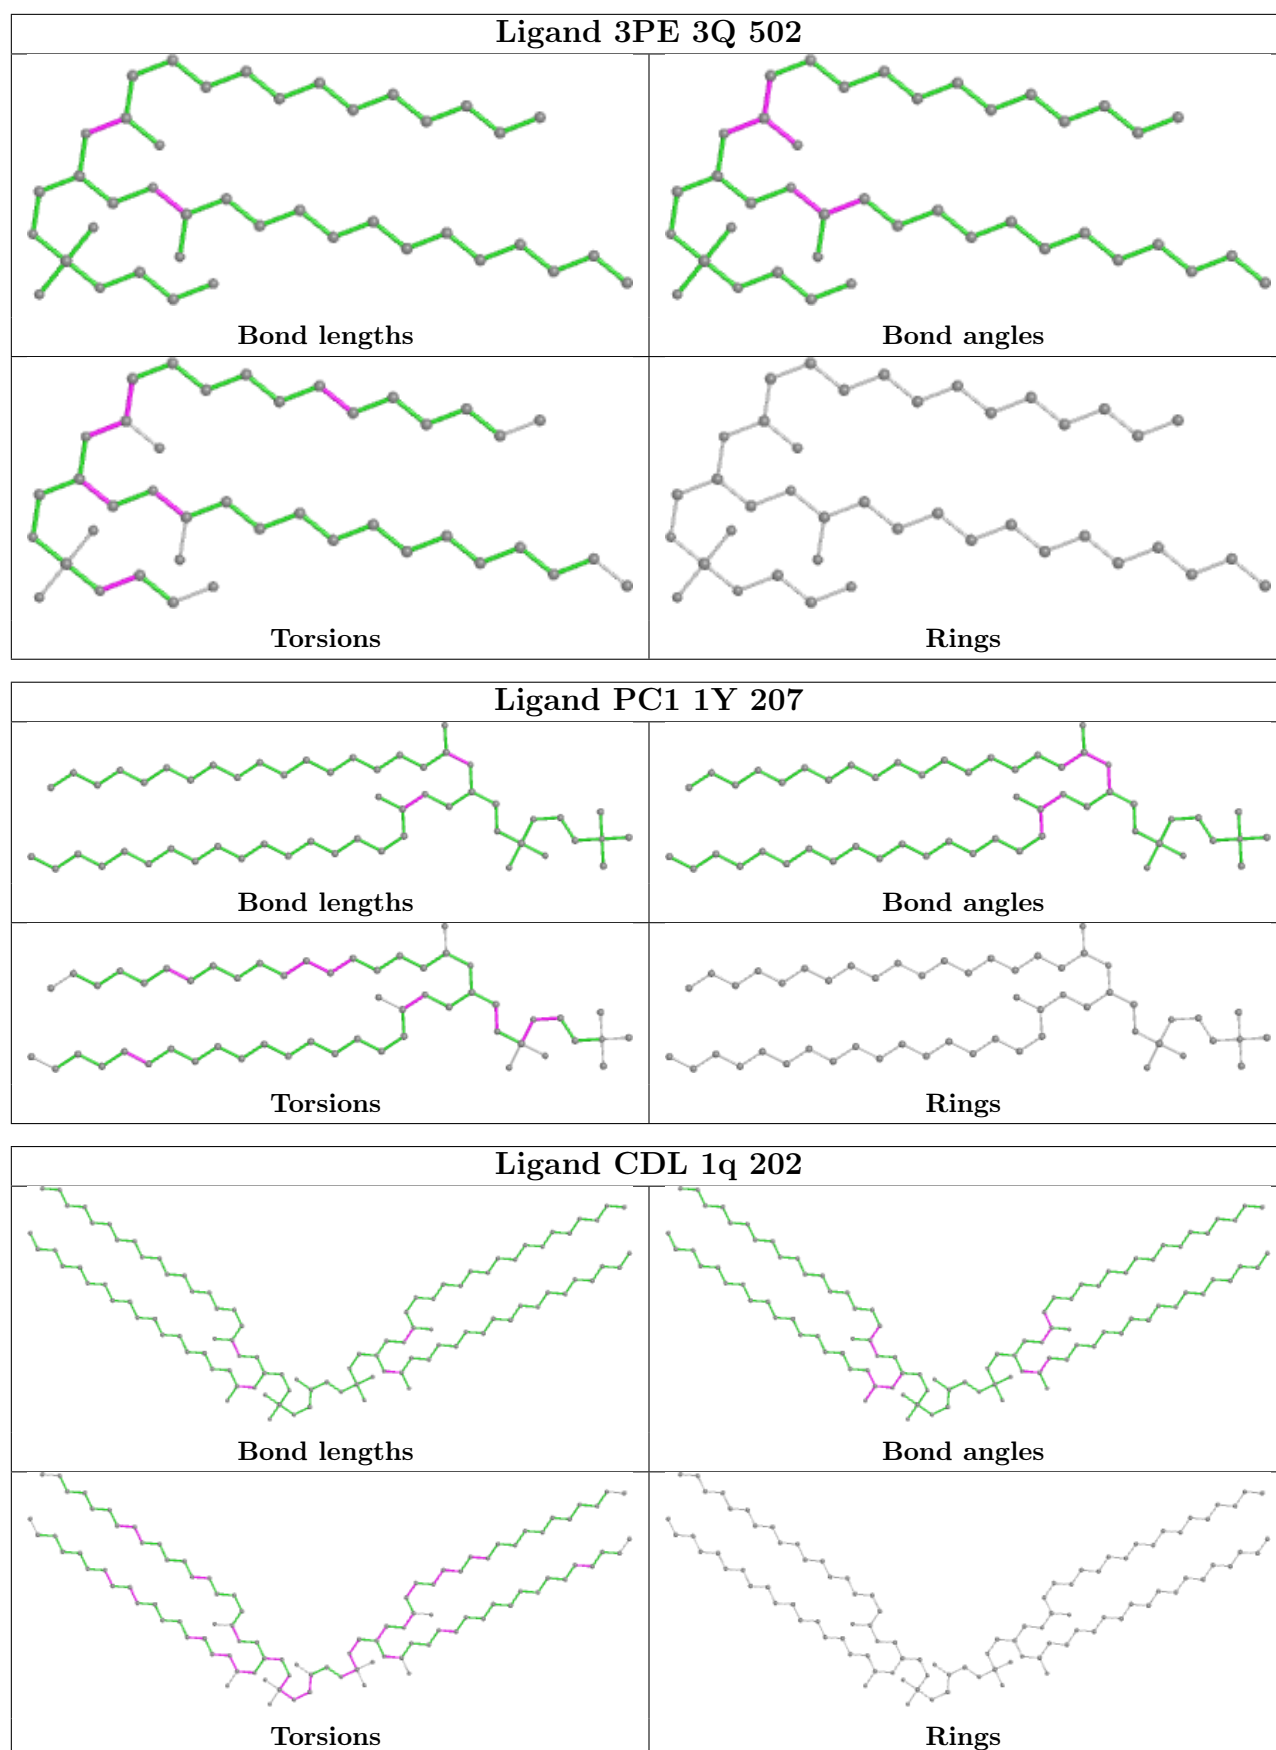 Ligand 3PE 3Q 502
Bond lengths
Bond angles
Torsions
Rings
Ligand PC1 1Y 207
Bond lengths
Bond angles
Torsions
Rings
Ligand CDL 1q 202
Bond lengths
Bond angles
Torsions
Rings